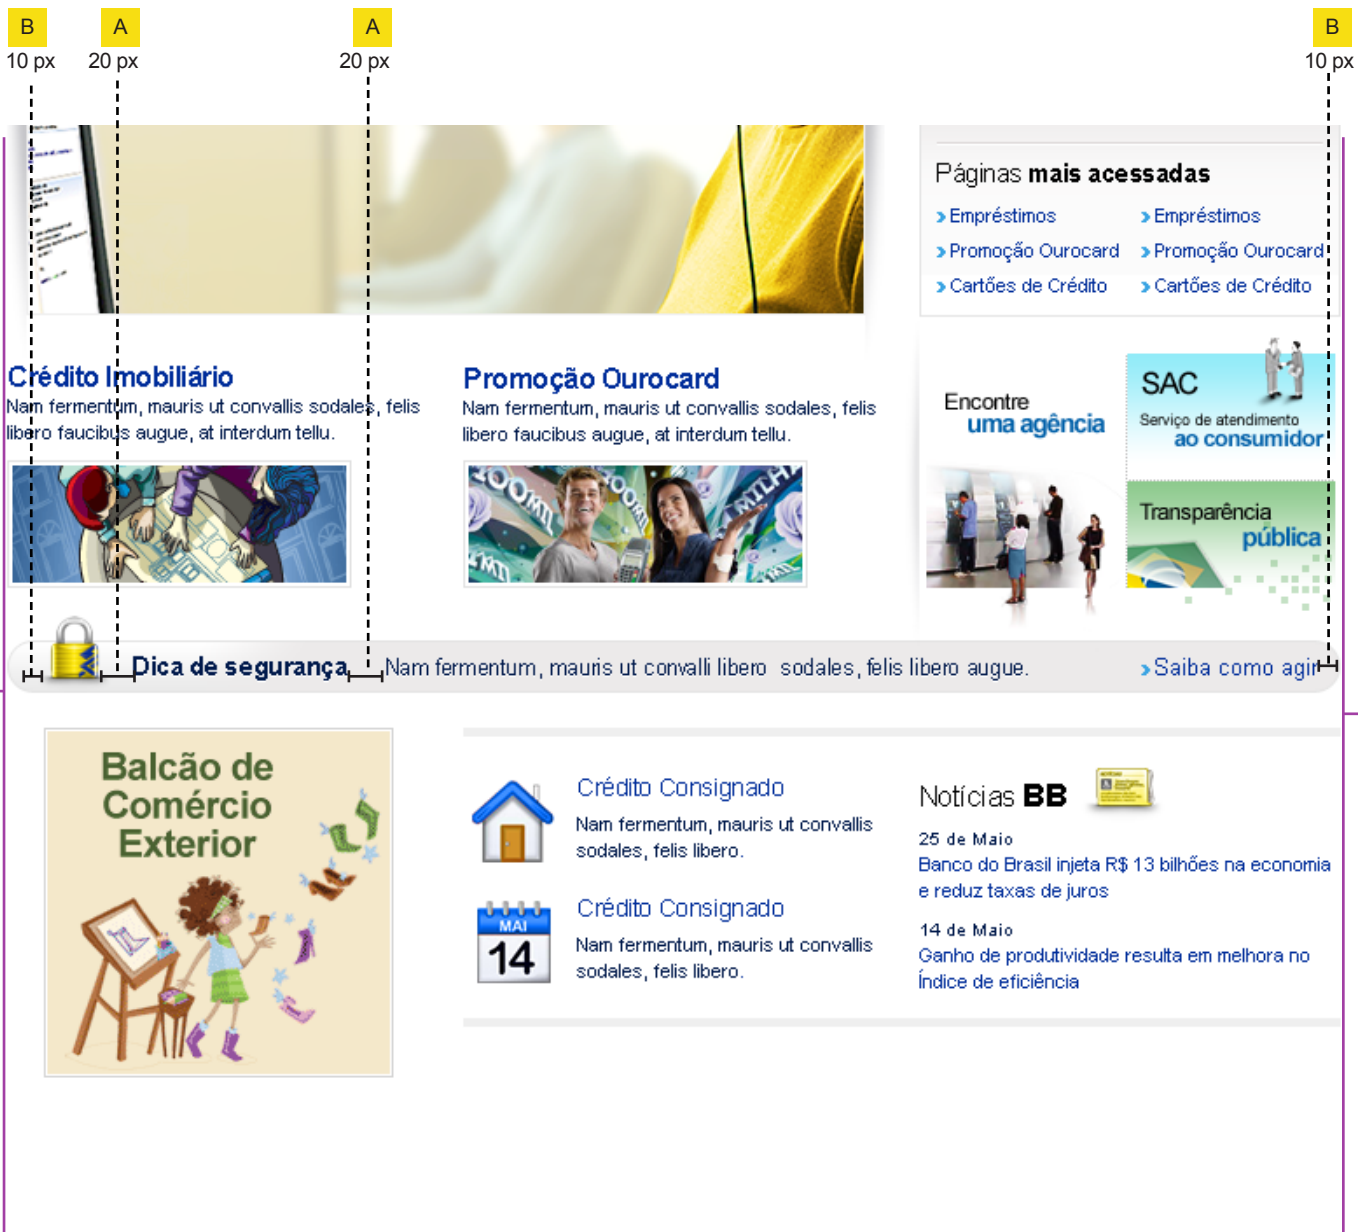 B
A
A
B
10 px
20 px
20 px
10 px
Páginas mais acessadas
Empréstimos
Empréstimos
Promoção Ourocard
Promoção Ourocard
Cartões de Crédito
Cartões de Crédito
Crédito Imobiliário
Nam fermentum, mauris ut convallis sodales, felis
libero faucibus augue, at interdum tellu.
Promoção Ourocard
Nam fermentum, mauris ut convallis sodales, felis
libero faucibus augue, at interdum tellu.
100MIL
100MIL
1 MILHÃ
1MI
Encontre
uma agência
SAC
Serviço de atendimento
ao consumidor
Transparência
pública
Dica de segurança
Nam fermentum, mauris ut convalli libero sodales, felis libero augue.
Saiba como agir
Balcão de
Comércio
Exterior
Crédito Consignado
Nam fermentum, mauris ut convallis
sodales, felis libero.
MAI
14
Crédito Consignado
Nam fermentum, mauris ut convallis
sodales, felis libero.
Notícias BB
25 de Maio
Banco do Brasil injeta R$ 13 bilhões na economia
e reduz taxas de juros
14 de Maio
Ganho de produtividade resulta em melhora no
Índice de eficiência